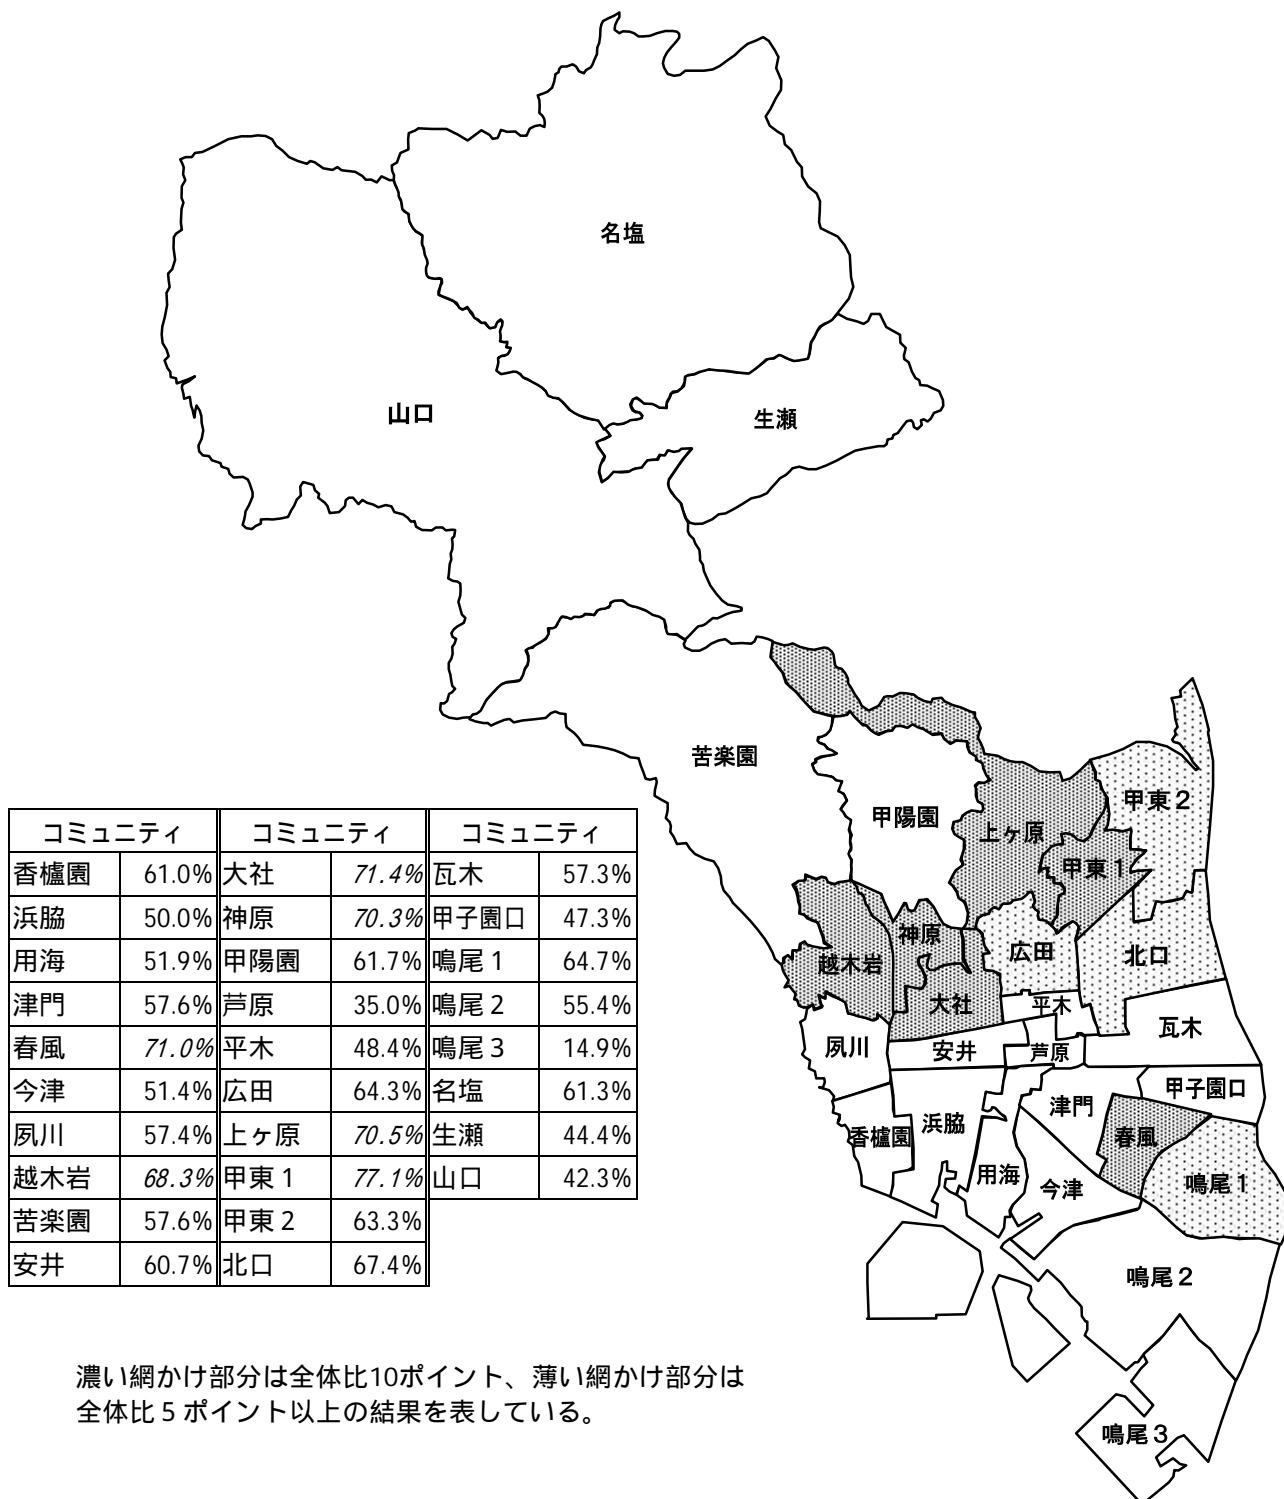 名塩
山口
生瀬
苦楽園
甲陽園
甲東２
上ヶ原
甲東１
神原
広田
北口
越木岩
大社
平木
瓦木
夙川
安井
芦原
甲子園口
津門
浜脇
香櫨園
春風
用海
今津
鳴尾１
鳴尾２
鳴尾３
コミュニティ コミュニティ コミュニティ
香櫨園 61.0% 大社 71.4% 瓦木 57.3%
浜脇 50.0% 神原 70.3% 甲子園口 47.3%
用海 51.9% 甲陽園 61.7% 鳴尾１ 64.7%
津門 57.6% 芦原 35.0% 鳴尾２ 55.4%
春風 71.0% 平木 48.4% 鳴尾３ 14.9%
今津 51.4% 広田 64.3% 名塩 61.3%
夙川 57.4% 上ヶ原 70.5% 生瀬 44.4%
越木岩 68.3% 甲東１ 77.1% 山口 42.3%
苦楽園 57.6% 甲東２ 63.3%
安井 60.7% 北口 67.4%
濃い網かけ部分は全体比10ポイント、薄い網かけ部分は
全体比５ポイント以上の結果を表している。